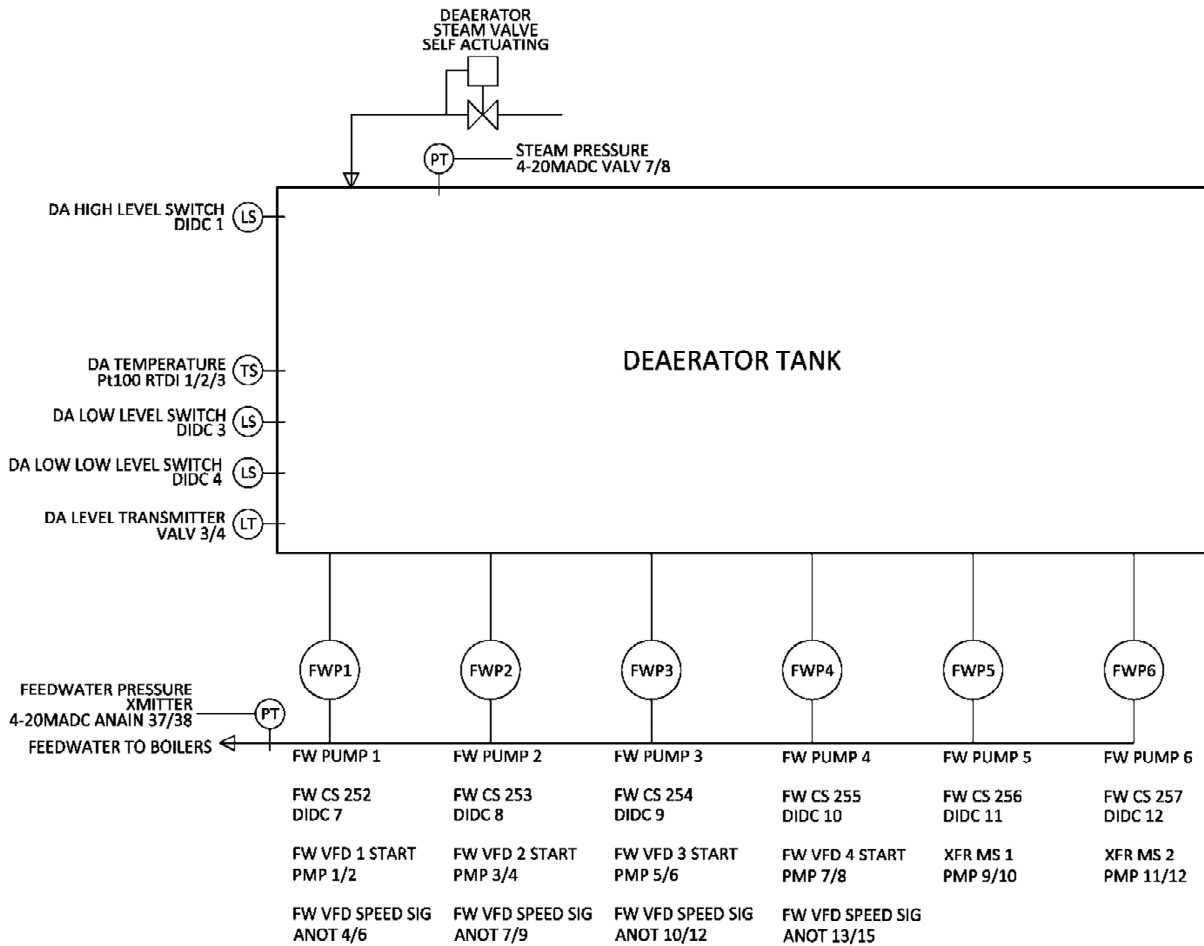 DEAERATOR
STEAM VALVE
SELF ACTUATING
PT
STEAM PRESSURE
4-20MADC VALV 7/8
DA HIGH LEVEL SWITCH
DIDC 1
LS
DA TEMPERATURE
Pt100 RTDI 1/2/3
TS
DEAERATOR TANK
DA LOW LEVEL SWITCH
DIDC 3
LS
DA LOW LOW LEVEL SWITCH
DIDC 4
LS
DA LEVEL TRANSMITTER
VALV 3/4
LT
FWP1
FWP2
FWP3
FWP4
FWP5
FWP6
FEEDWATER PRESSURE
XMITTER
4-20MADC ANAIN 37/38
PT
FEEDWATER TO BOILERS
FW PUMP 1
FW CS 252
DIDC 7
FW VFD 1 START
PMP 1/2
FW VFD SPEED SIG
ANOT 4/6
FW PUMP 2
FW CS 253
DIDC 8
FW VFD 2 START
PMP 3/4
FW VFD SPEED SIG
ANOT 7/9
FW PUMP 3
FW CS 254
DIDC 9
FW VFD 3 START
PMP 5/6
FW VFD SPEED SIG
ANOT 10/12
FW PUMP 4
FW CS 255
DIDC 10
FW VFD 4 START
PMP 7/8
FW VFD SPEED SIG
ANOT 13/15
FW PUMP 5
FW CS 256
DIDC 11
XFR MS 1
PMP 9/10
FW PUMP 6
FW CS 257
DIDC 12
XFR MS 2
PMP 11/12